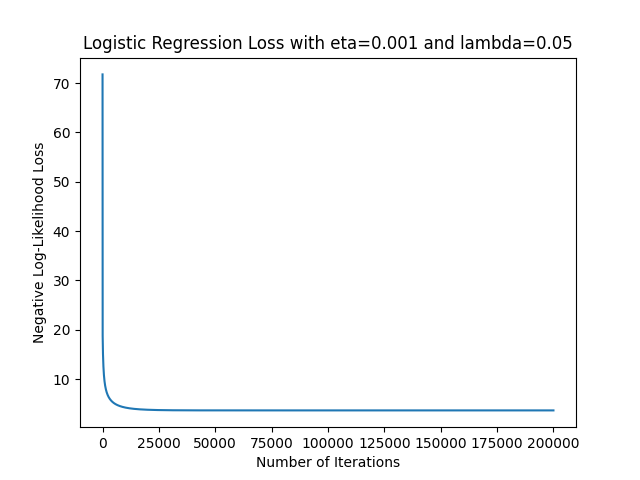 Logistic Regression Loss with eta=0.001 and lambda=0.05
70
60
50
40
30
20
10
Negative Log-Likelihood Loss
0 25000 50000 75000 100000 125000 150000 175000 200000
Number of Iterations